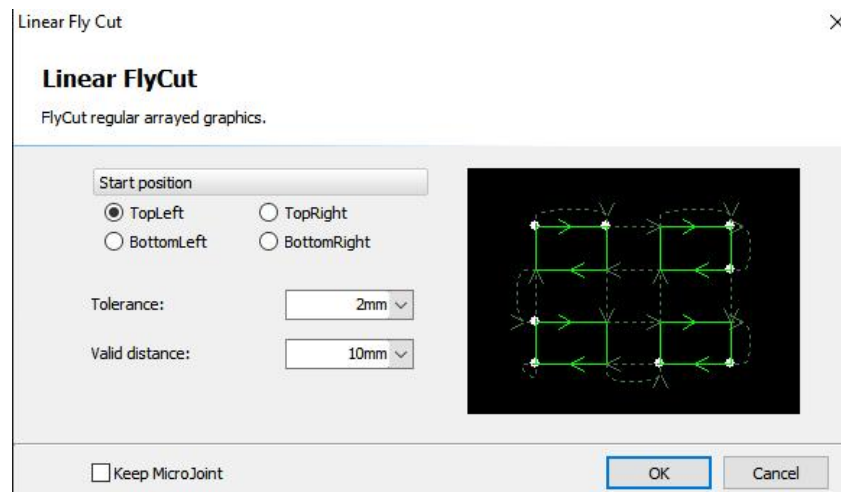 Linear Fly Cut
Linear FlyCut
FlyCut regular arrayed graphics.
Start position
TopLeft TopRight
BottomLeft BottomRight
Tolerance: 2mm
Valid distance: 10mm
Keep MicroJoint OK Cancel